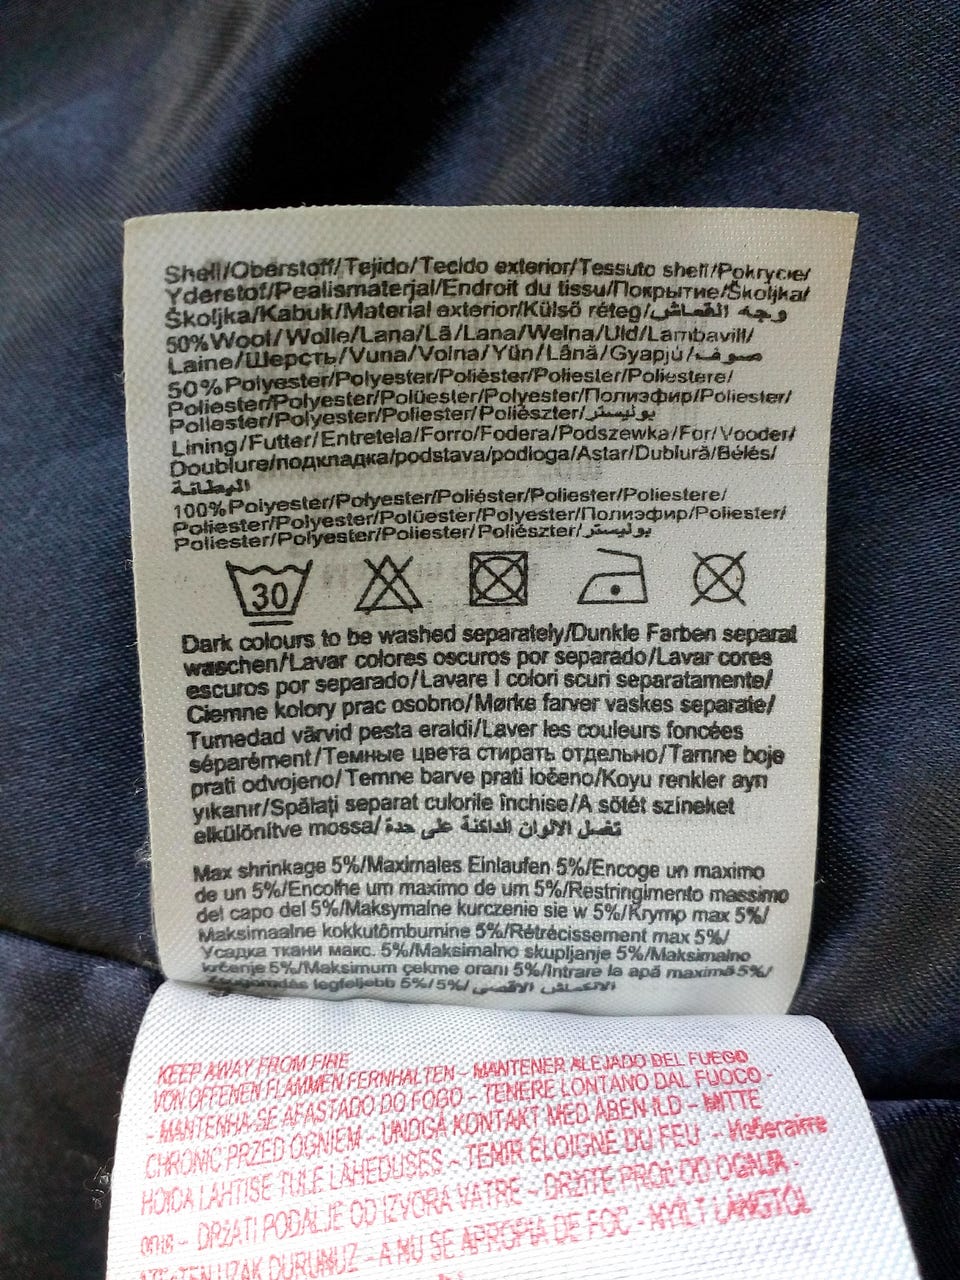 Shell/Oberstoff/Tejido/Tecido exterior/Tessuto shell/Pokrycie/
Yderstof/Pealismaterjal/Endroit du tissu/Покрытие/Školjka/
Školjka/Kabuk/Material exterior/Külsö réteg/وجه القماش
50%Wool/Wolle/Lana/Lã/Lana/Welna/Uld/Lambavill/
Laine/Шерсть/Vuna/Volna/Yün/Lână/Gyapjú/صوف
50%Polyester/Polyester/Poliéster/Poliester/Poliestere/
Poliester/Polyester/Polüester/Polyester/Полиэфир/Poliester/
Poliester/Polyester/Poliester/Poliészter/بوليستر
Lining/Futter/Entretela/Forro/Fodera/Podszewka/For/Vooder/
Doublure/подкладка/podstava/podloga/Astar/Dublură/Bélés/
البطانة
100%Polyester/Polyester/Poliéster/Poliester/Poliestere/
Poliester/Polyester/Polüester/Polyester/Полиэфир/Poliester/
Poliester/Polyester/Poliester/Poliészter/بوليستر
30
Dark colours to be washed separately/Dunkle Farben separat
waschen/Lavar colores oscuros por separado/Lavar cores
escuros por separado/Lavare I colori scuri separatamente/
Ciemne kolory prac osobno/Mørke farver vaskes separate/
Tumedad värvid pesta eraldi/Laver les couleurs foncées
séparément/Темные цвета стирать отдельно/Tamne boje
prati odvojeno/Temne barve prati ločeno/Koyu renkler ayrı
yıkanır/Spălați separat culorile închise/A sötét színeket
elkülönítve mossa/تغسل الالوان الداكنة على حدة
Max shrinkage 5%/Maximales Einlaufen 5%/Encoge un maximo
de un 5%/Encolhe um maximo de um 5%/Restringimento massimo
del capo del 5%/Maksymalne kurczenie sie w 5%/Krymp max 5%/
Maksimaalne kokkutõmbumine 5%/Rétrécissement max 5%/
Усадка ткани макс. 5%/Maksimalno skupljanje 5%/Maksimalno
krčenje 5%/Maksimum çekme oranı 5%/Intrare la apă maximă 5%/
legfeljebb 5%/5%/الانكماش الاقصى
KEEP AWAY FROM FIRE
VON OFFENEN FLAMMEN FERNHALTEN - MANTENER ALEJADO DEL FUEGO
- MANTENHA-SE AFASTADO DO FOGO - TENERE LONTANO DAL FUOCO -
CHRONIC PRZED OGNIEM - UNDGÅ KONTAKT MED ÅBEN ILD - MITTE
HOIDA LAHTISE TULE LÄHEDUSES - TENIR ÉLOIGNÉ DU FEU - Избегайте
огня - DRŽATI PODALJE OD IZVORA VATRE - DRŽITE PROČ OD OGNJA -
ATEŞTEN UZAK DURUNUZ - A NU SE APROPIA DE FOC - NYÍLT LÁNGTÓL